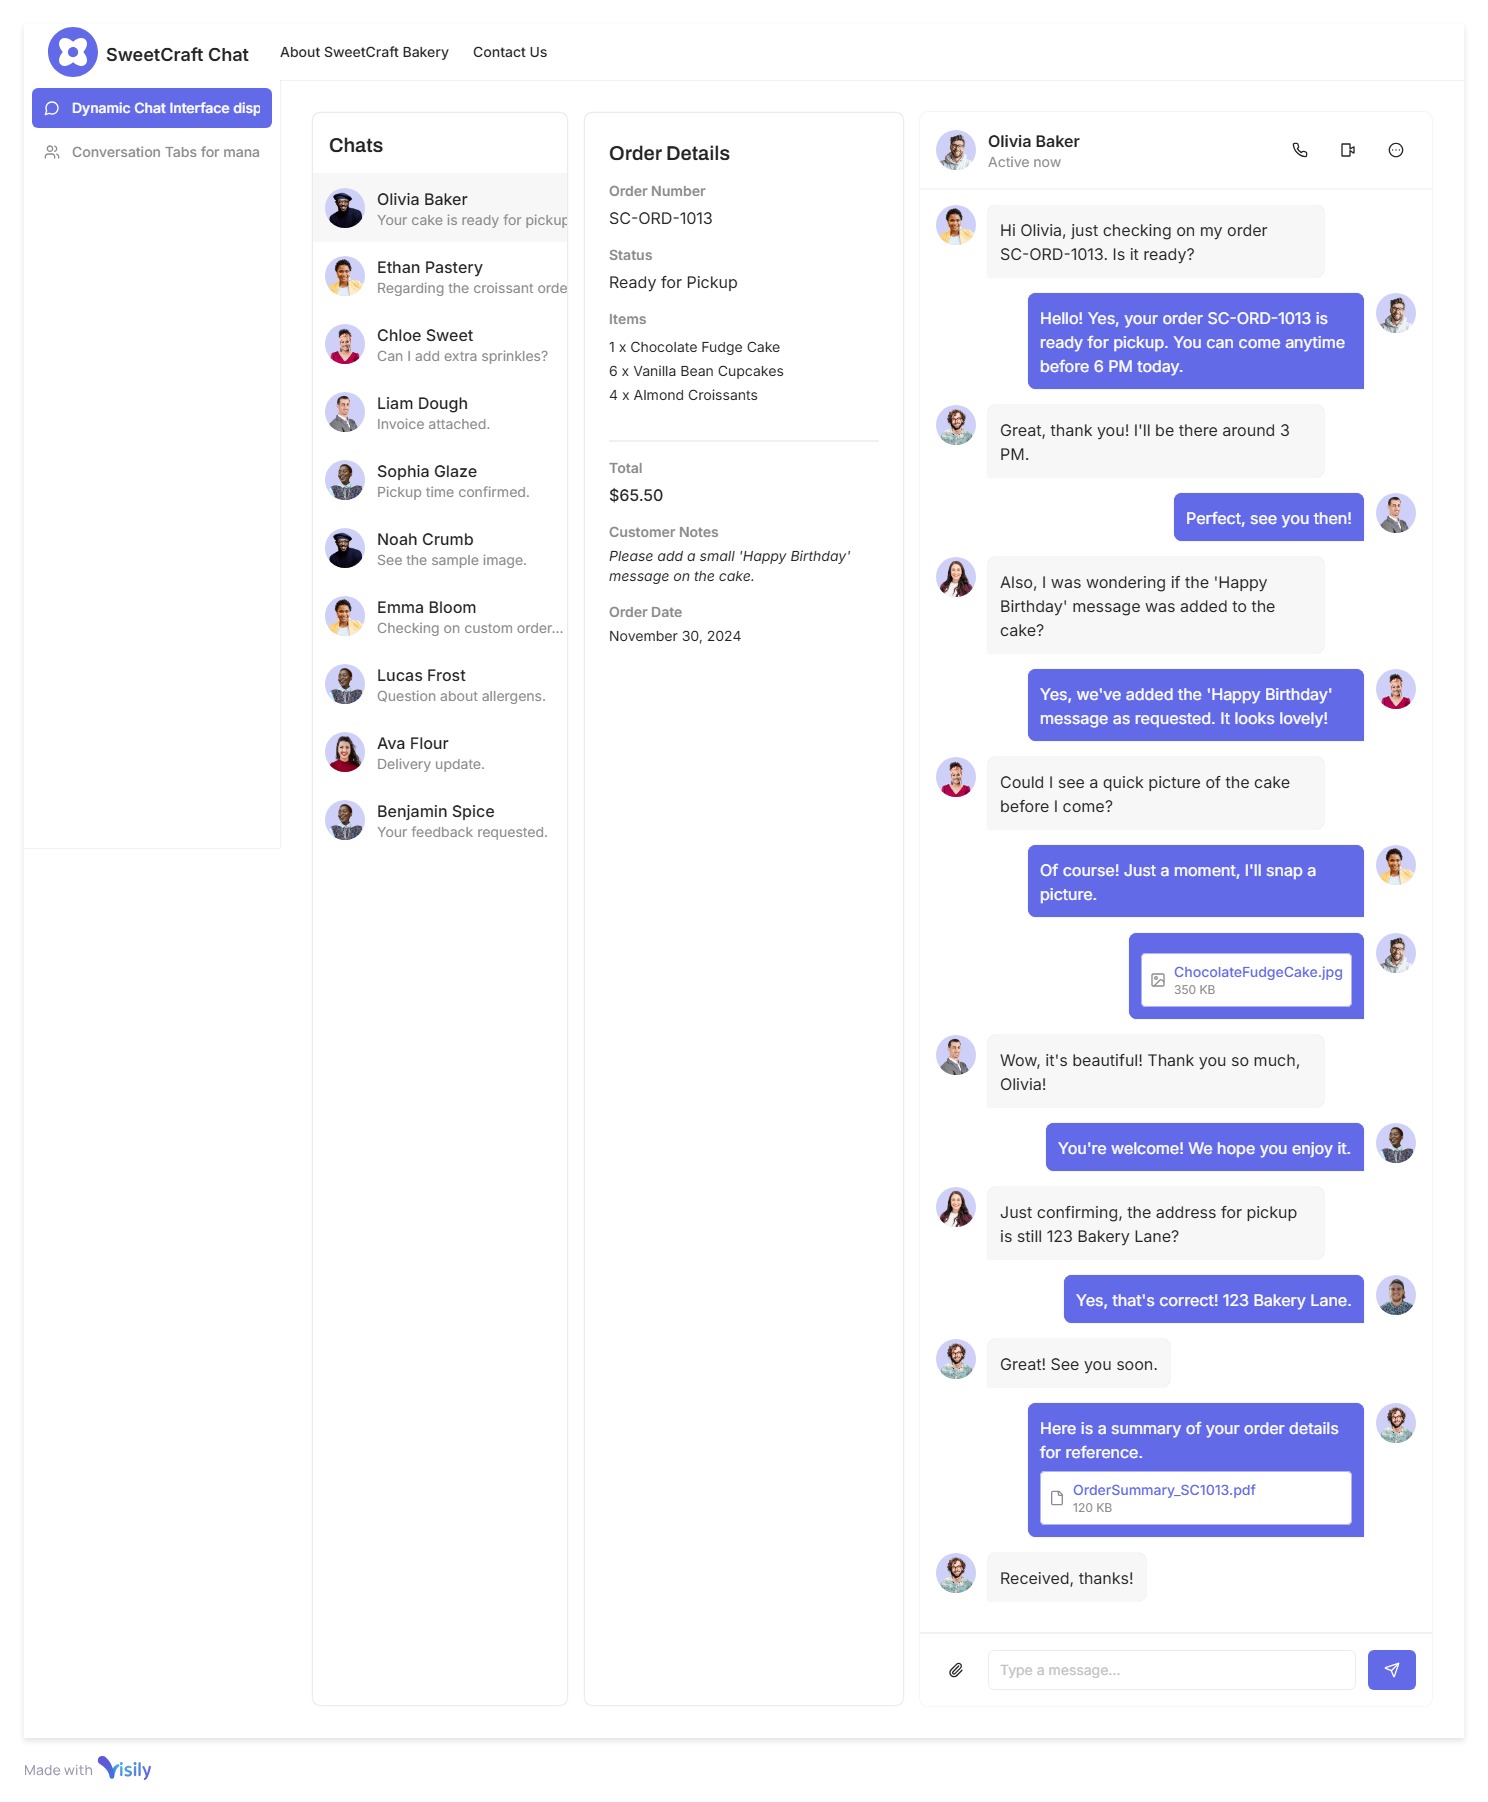 SweetCraft Chat
About SweetCraft Bakery
Contact Us
Dynamic Chat Interface disp
Conversation Tabs for mana
Chats
Olivia Baker
Your cake is ready for pickup
Ethan Pastery
Regarding the croissant orde
Chloe Sweet
Can I add extra sprinkles?
Liam Dough
Invoice attached.
Sophia Glaze
Pickup time confirmed.
Noah Crumb
See the sample image.
Emma Bloom
Checking on custom order...
Lucas Frost
Question about allergens.
Ava Flour
Delivery update.
Benjamin Spice
Your feedback requested.
Order Details
Order Number
SC-ORD-1013
Status
Ready for Pickup
Items
1 x Chocolate Fudge Cake
6 x Vanilla Bean Cupcakes
4 x Almond Croissants
Total
$65.50
Customer Notes
Please add a small 'Happy Birthday'
message on the cake.
Order Date
November 30, 2024
Olivia Baker
Active now
Hi Olivia, just checking on my order
SC-ORD-1013. Is it ready?
Hello! Yes, your order SC-ORD-1013 is
ready for pickup. You can come anytime
before 6 PM today.
Great, thank you! I'll be there around 3
PM.
Perfect, see you then!
Also, I was wondering if the 'Happy
Birthday' message was added to the
cake?
Yes, we've added the 'Happy Birthday'
message as requested. It looks lovely!
Could I see a quick picture of the cake
before I come?
Of course! Just a moment, I'll snap a
picture.
ChocolateFudgeCake.jpg
350 KB
Wow, it's beautiful! Thank you so much,
Olivia!
You're welcome! We hope you enjoy it.
Just confirming, the address for pickup
is still 123 Bakery Lane?
Yes, that's correct! 123 Bakery Lane.
Great! See you soon.
Here is a summary of your order details
for reference.
OrderSummary_SC1013.pdf
120 KB
Received, thanks!
Type a message...
Made with Visily